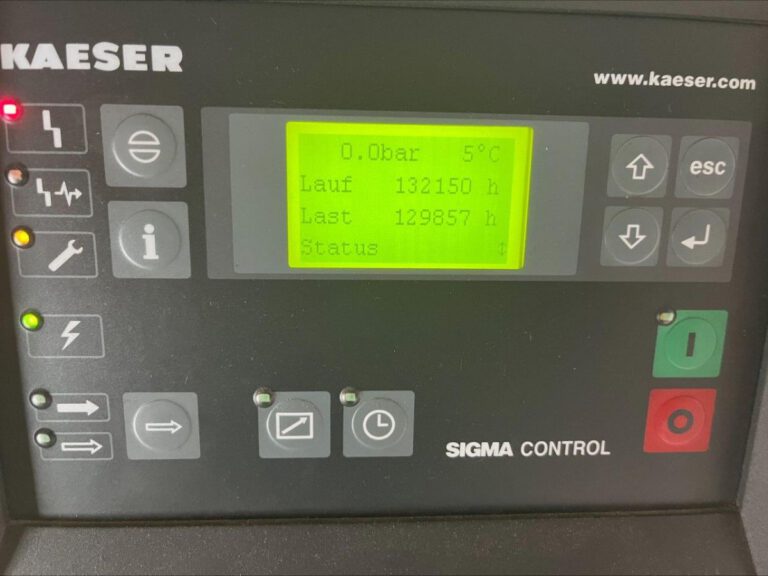 KAESER
www.kaeser.com
0.0bar 5°C
Lauf 132150 h
Last 129857 h
Status
esc
i
I
O
SIGMA CONTROL